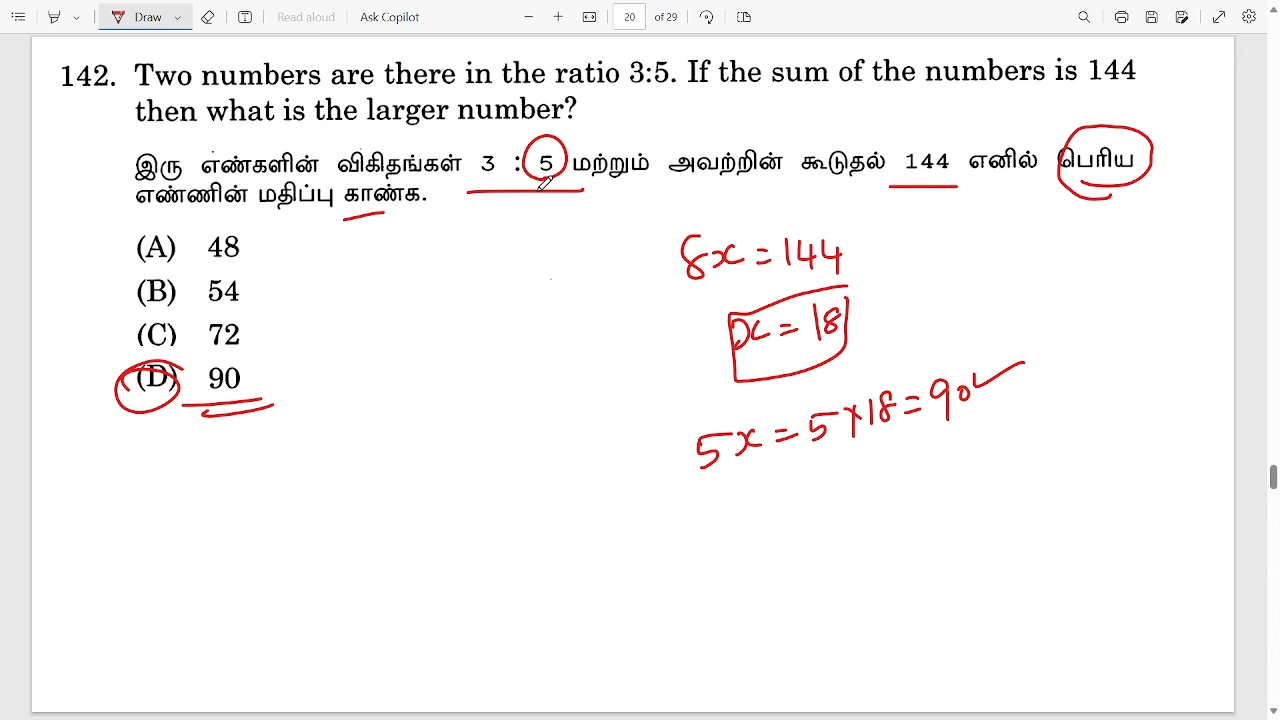 Draw Read aloud Ask Copilot 20 of 29
142. Two numbers are there in the ratio 3:5. If the sum of the numbers is 144
then what is the larger number?
இரு எண்களின் விகிதங்கள் 3 : 5 மற்றும் அவற்றின் கூடுதல் 144 எனில் பெரிய
எண்ணின் மதிப்பு காண்க.
(A) 48
(B) 54
(C) 72
(D) 90
8x = 144
x = 18
5x = 5 × 18 = 90 ✓